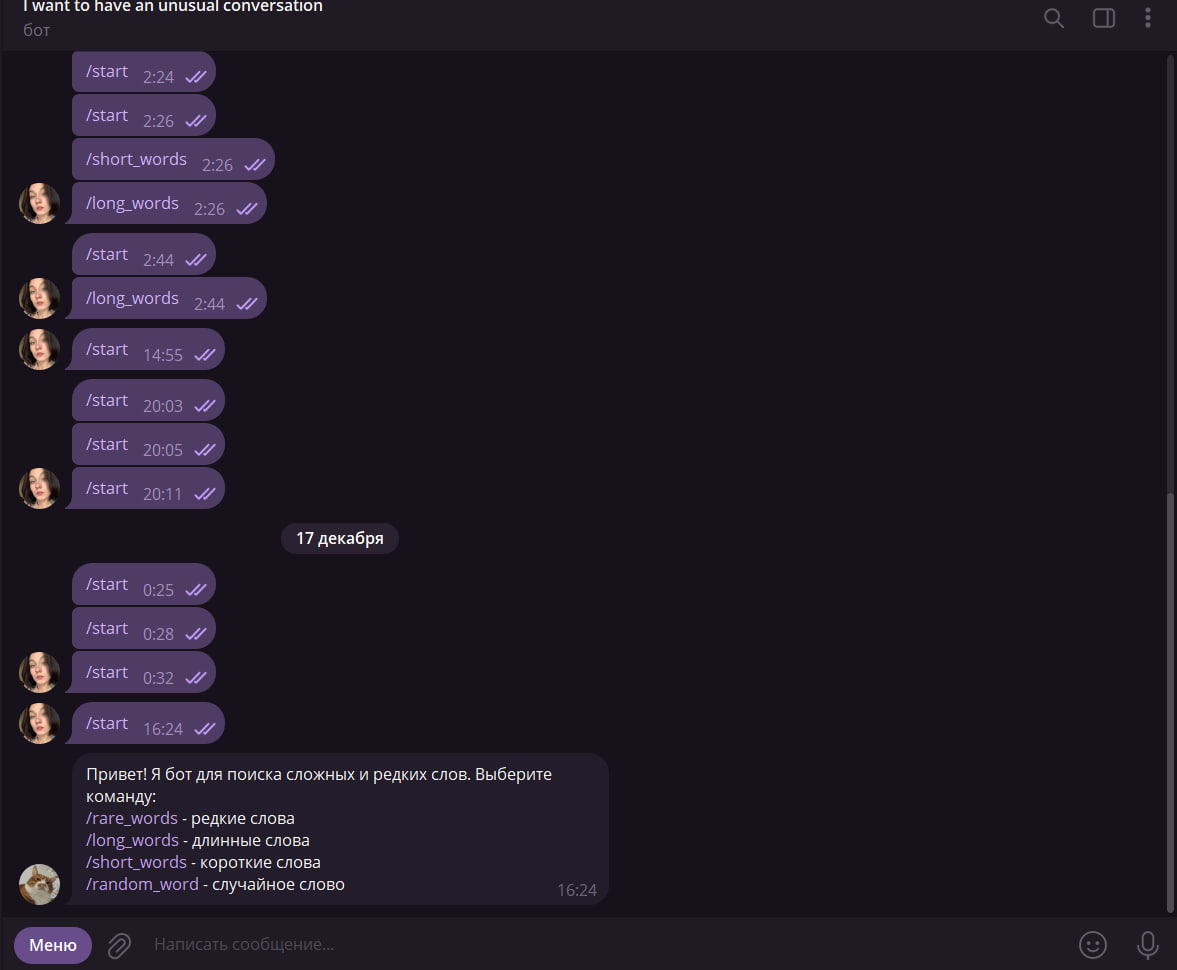 I want to have an unusual conversation
бот
/start 2:24
/start 2:26
/short_words 2:26
/long_words 2:26
/start 2:44
/long_words 2:44
/start 14:55
/start 20:03
/start 20:05
/start 20:11
17 декабря
/start 0:25
/start 0:28
/start 0:32
/start 16:24
Привет! Я бот для поиска сложных и редких слов. Выберите
команду:
/rare_words - редкие слова
/long_words - длинные слова
/short_words - короткие слова
/random_word - случайное слово
16:24
Меню
Написать сообщение...